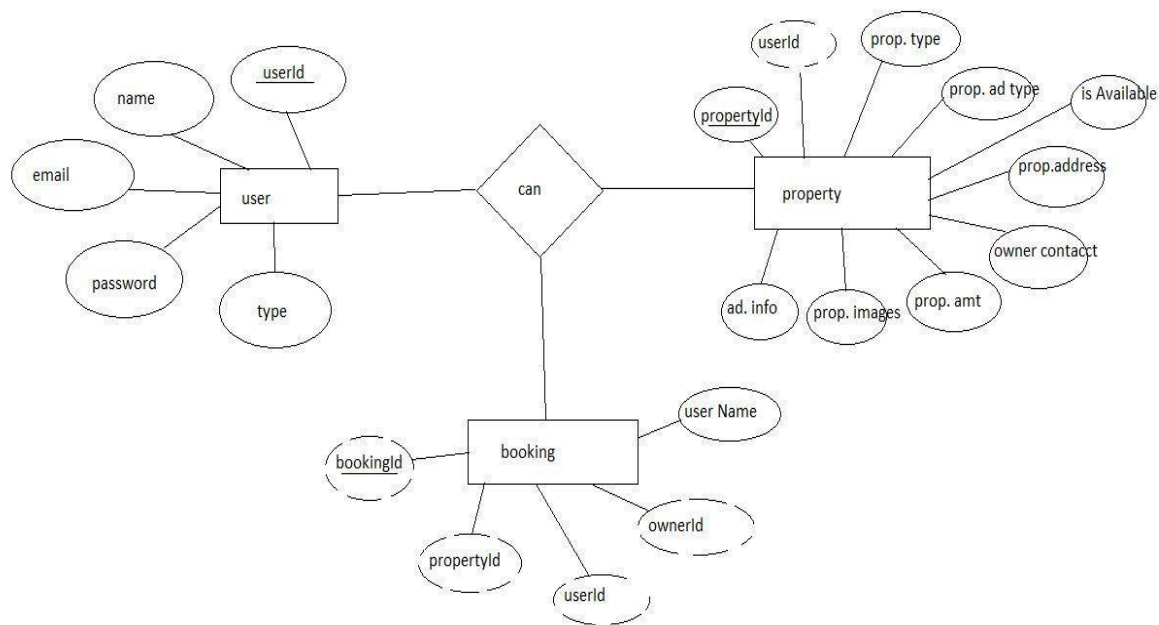 userId
prop. type
userId
name
prop. ad type
is Available
propertyId
email
can
prop.address
user
property
owner contacct
password
type
ad. info
prop. images
prop. amt
user Name
booking
bookingId
ownerId
propertyId
userId